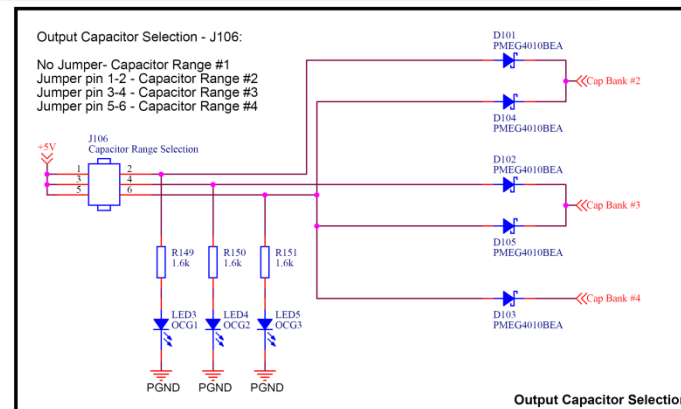 Output Capacitor Selection - J106:
No Jumper- Capacitor Range #1
Jumper pin 1-2 - Capacitor Range #2
Jumper pin 3-4 - Capacitor Range #3
Jumper pin 5-6 - Capacitor Range #4
D101
PMEG4010BEA
Cap Bank #2
D104
PMEG4010BEA
+5V
J106
Capacitor Range Selection
1 2
3 4
5 6
D102
PMEG4010BEA
Cap Bank #3
D105
PMEG4010BEA
R149
1.6k
R150
1.6k
R151
1.6k
Cap Bank #4
D103
PMEG4010BEA
LED3
OCG1
LED4
OCG2
LED5
OCG3
PGND PGND PGND
Output Capacitor Selection